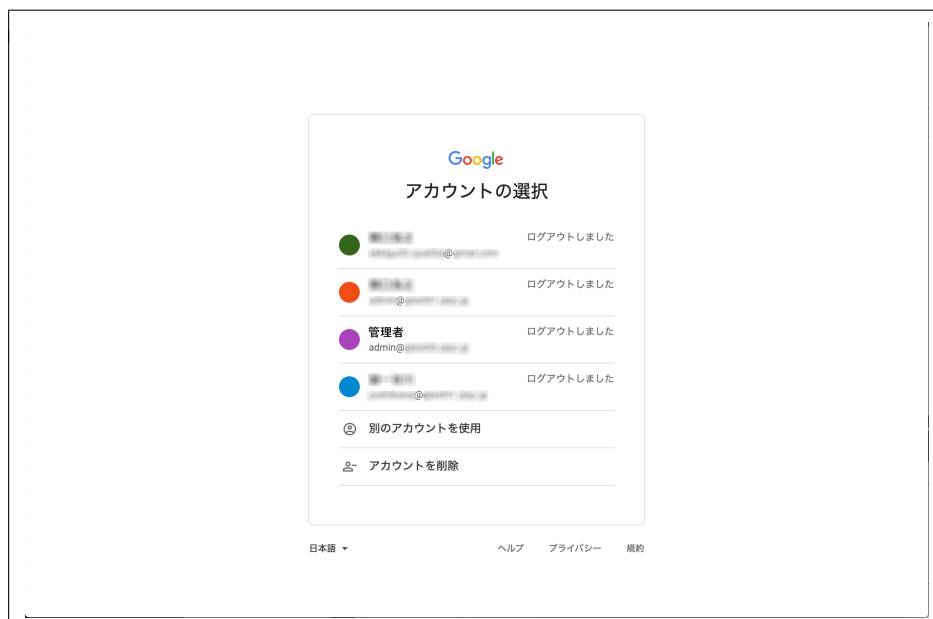 Google
アカウントの選択
ログアウトしました
@
ログアウトしました
@
管理者
ログアウトしました
admin@
ログアウトしました
@
別のアカウントを使用
アカウントを削除
日本語
ヘルプ
プライバシー
規約